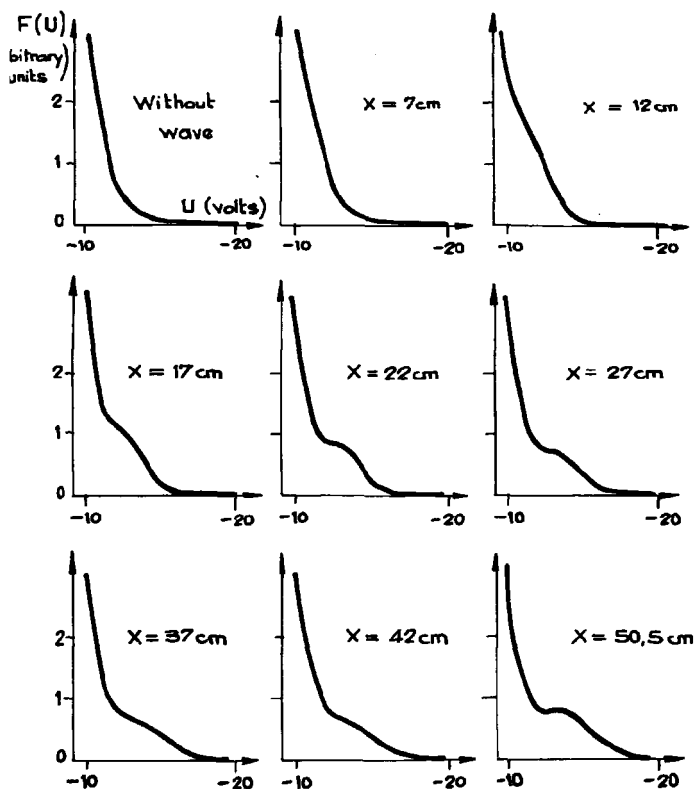 F(U)
bitrary)
units
2
1
0
Without
wave
U (volts)
-10
-20
X = 7cm
-10
-20
X = 12cm
-10
-20
2
1
0
X = 17cm
-10
-20
X = 22cm
-10
-20
X = 27cm
-10
-20
2
1
0
X = 37cm
-10
-20
X = 42cm
-10
-20
X = 50,5cm
-10
-20